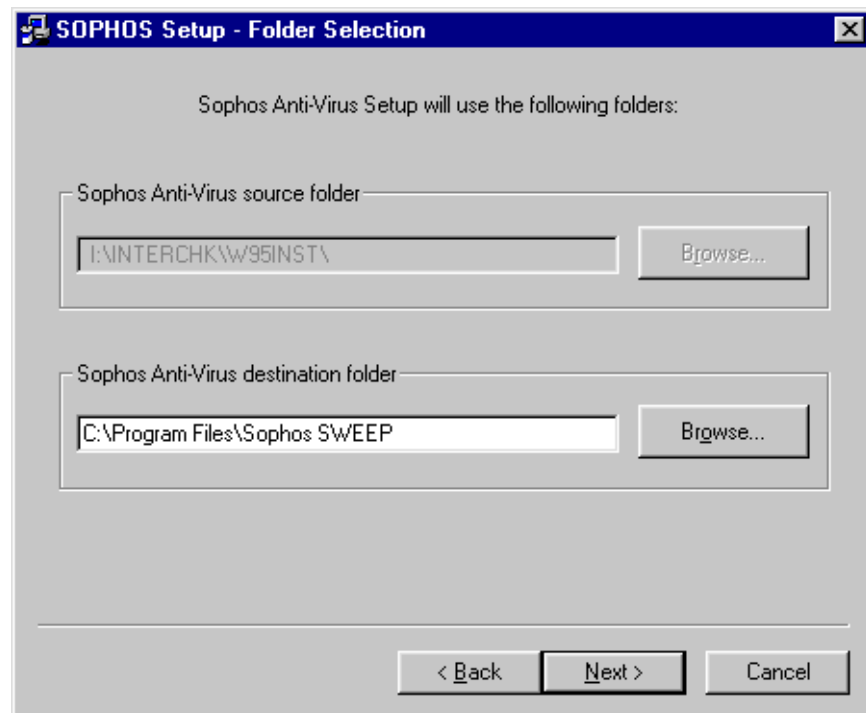 SOPHOS Setup - Folder Selection
Sophos Anti-Virus Setup will use the following folders:
Sophos Anti-Virus source folder
I:\INTERCHK\W95INST\
Browse...
Sophos Anti-Virus destination folder
C:\Program Files\Sophos SWEEP
Browse...
< Back
Next >
Cancel